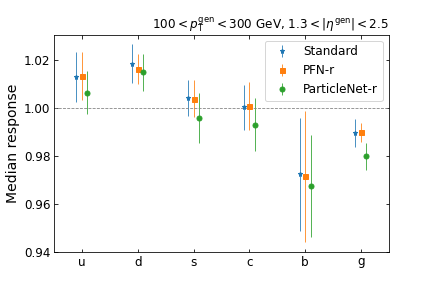 100 < p_T^gen < 300 GeV, 1.3 < |η^gen| < 2.5
Standard
PFN-r
ParticleNet-r
Median response
1.02
1.00
0.98
0.96
0.94
u d s c b g